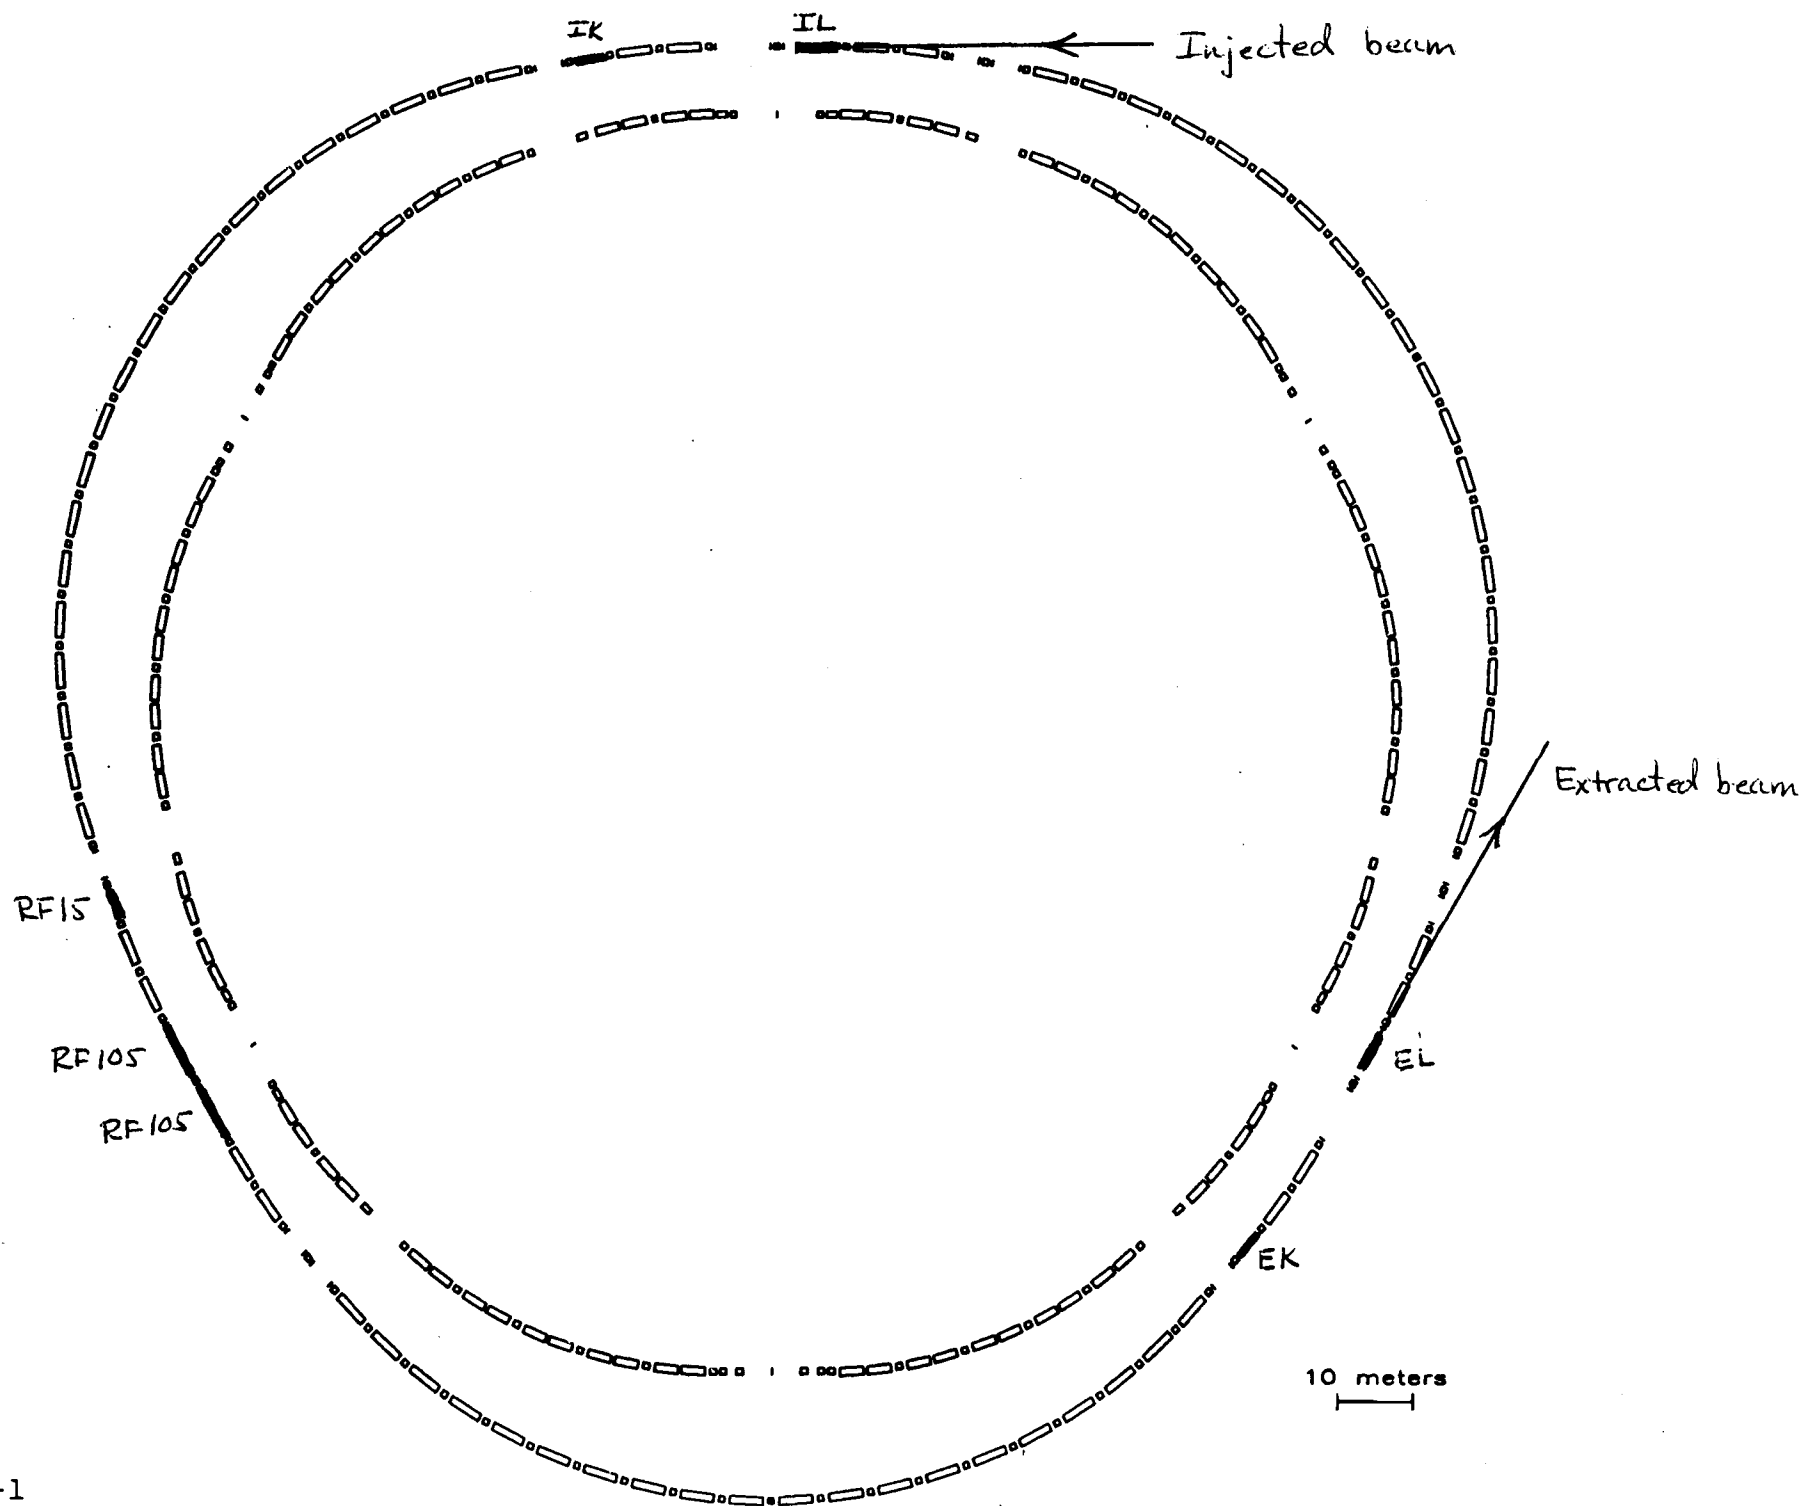 IK
IL
Injected beam
Extracted beam
RF15
RF105
EL
RF105
EK
10 meters
-1